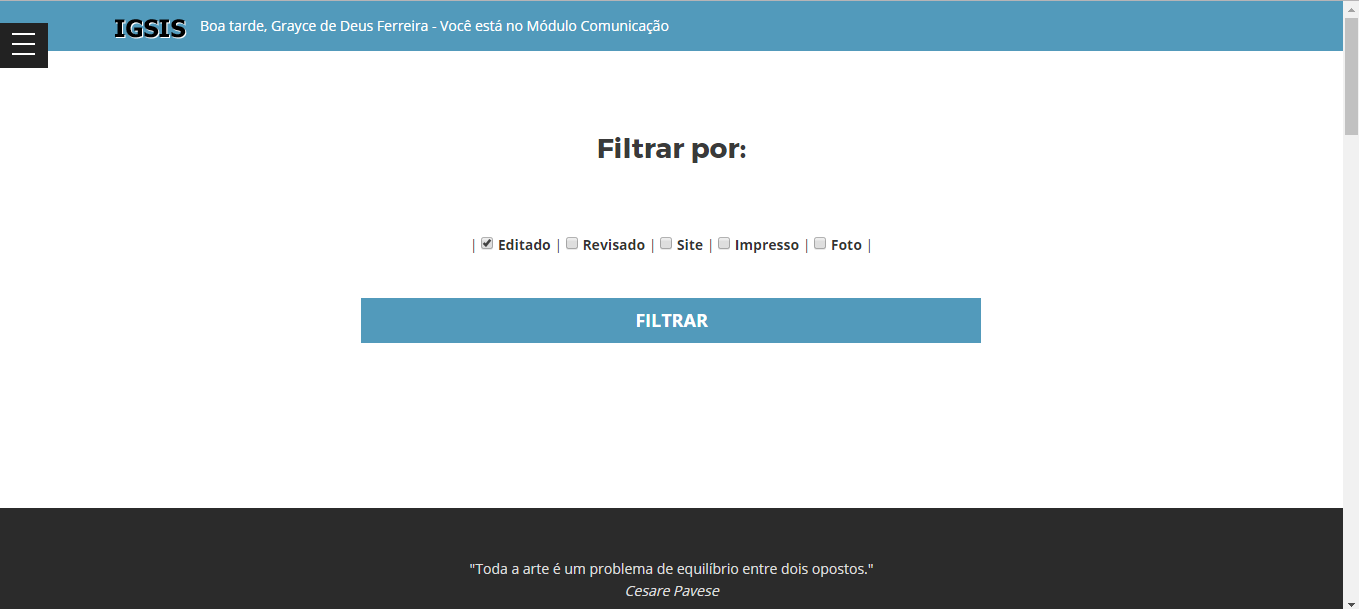 IGSIS Boa tarde, Grayce de Deus Ferreira - Você está no Módulo Comunicação
Filtrar por:
| Editado | Revisado | Site | Impresso | Foto |
FILTRAR
"Toda a arte é um problema de equilíbrio entre dois opostos."
Cesare Pavese